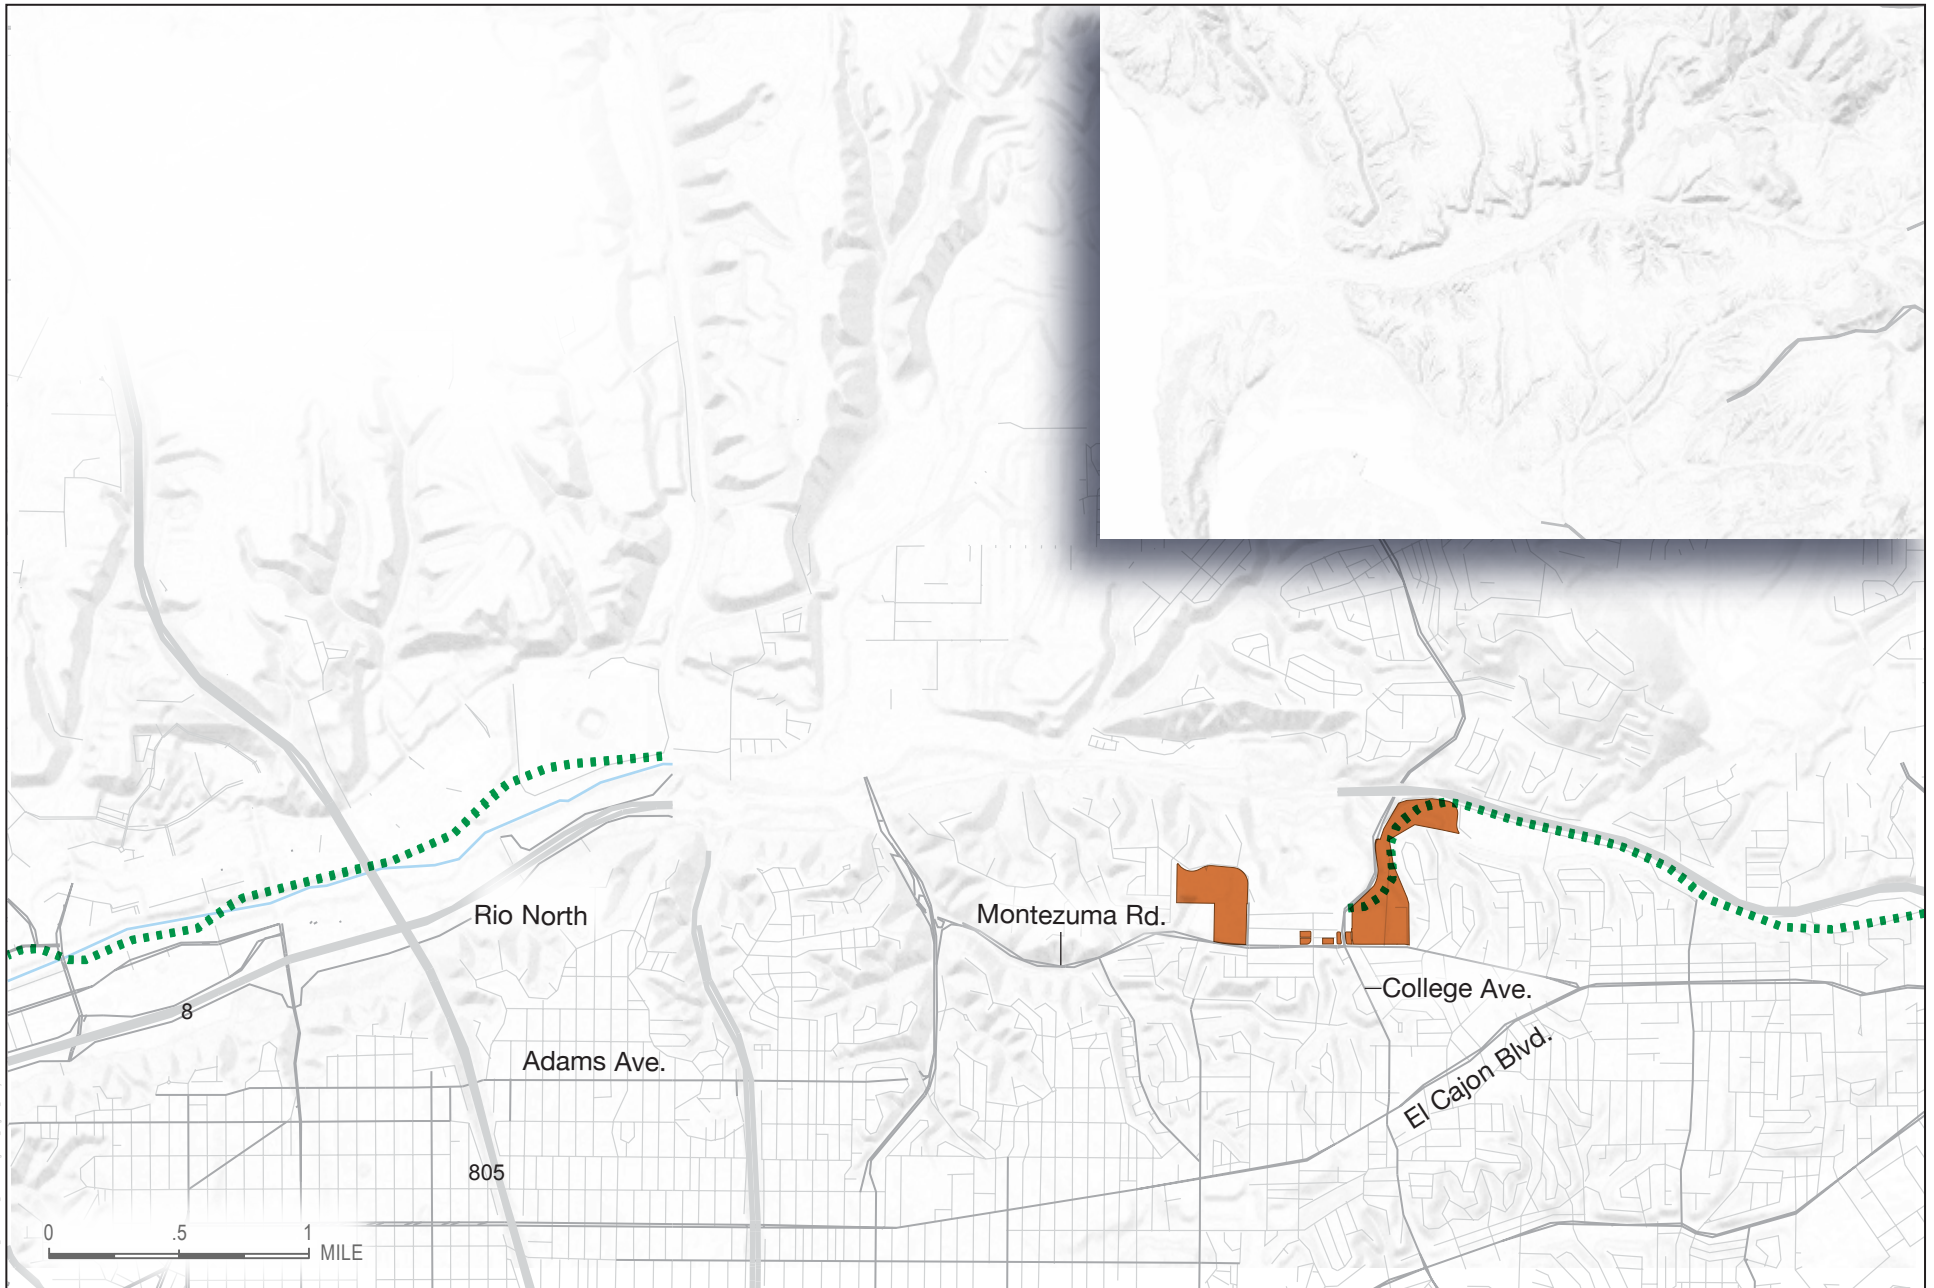 Rio North
Montezuma Rd.
College Ave.
8
Adams Ave.
El Cajon Blvd.
805
0 .5 1
MILE